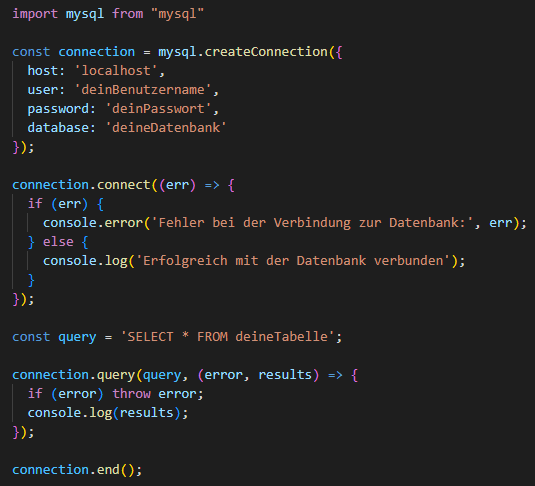 import mysql from "mysql"
const connection = mysql.createConnection({
host: 'localhost',
user: 'deinBenutzername',
password: 'deinPasswort',
database: 'deineDatenbank'
});
connection.connect((err) => {
if (err) {
console.error('Fehler bei der Verbindung zur Datenbank:', err);
} else {
console.log('Erfolgreich mit der Datenbank verbunden');
}
});
const query = 'SELECT * FROM deineTabelle';
connection.query(query, (error, results) => {
if (error) throw error;
console.log(results);
});
connection.end();